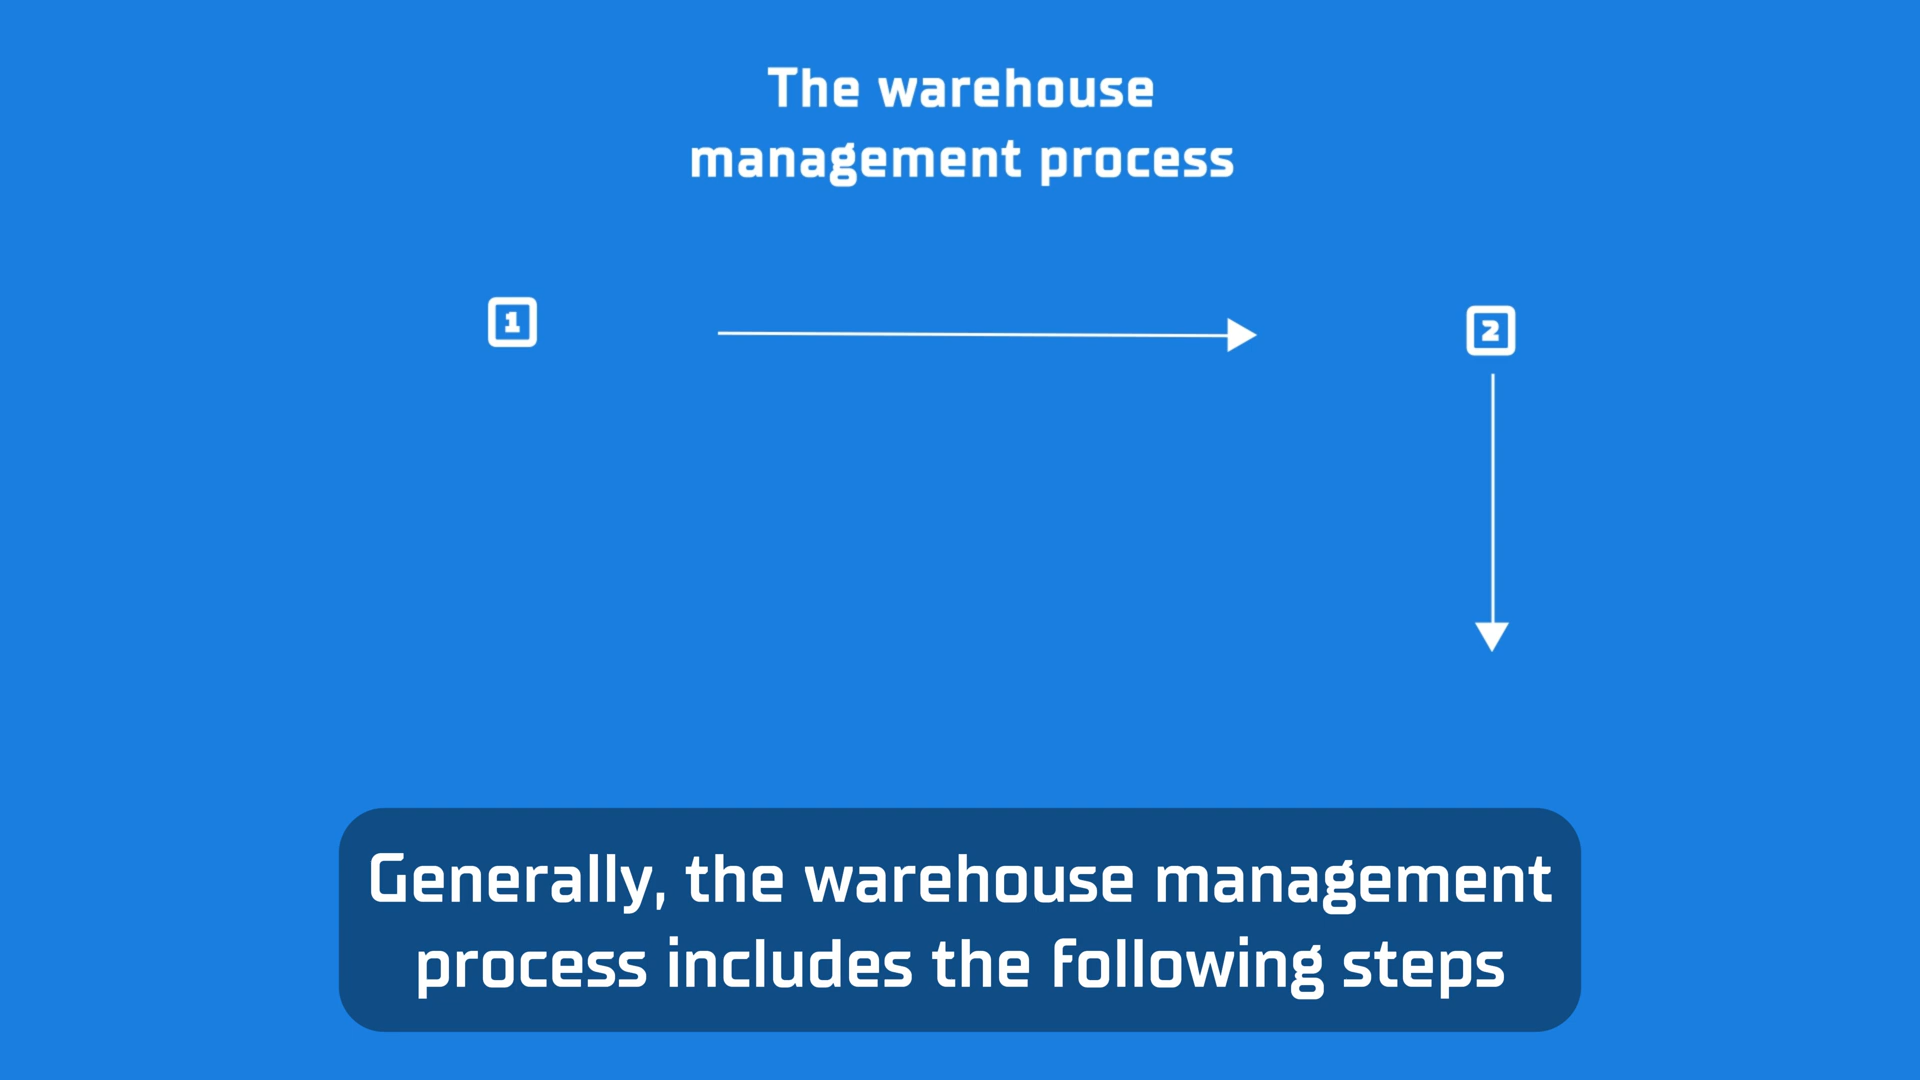 The warehouse
management process
1
2
Generally, the warehouse management
process includes the following steps